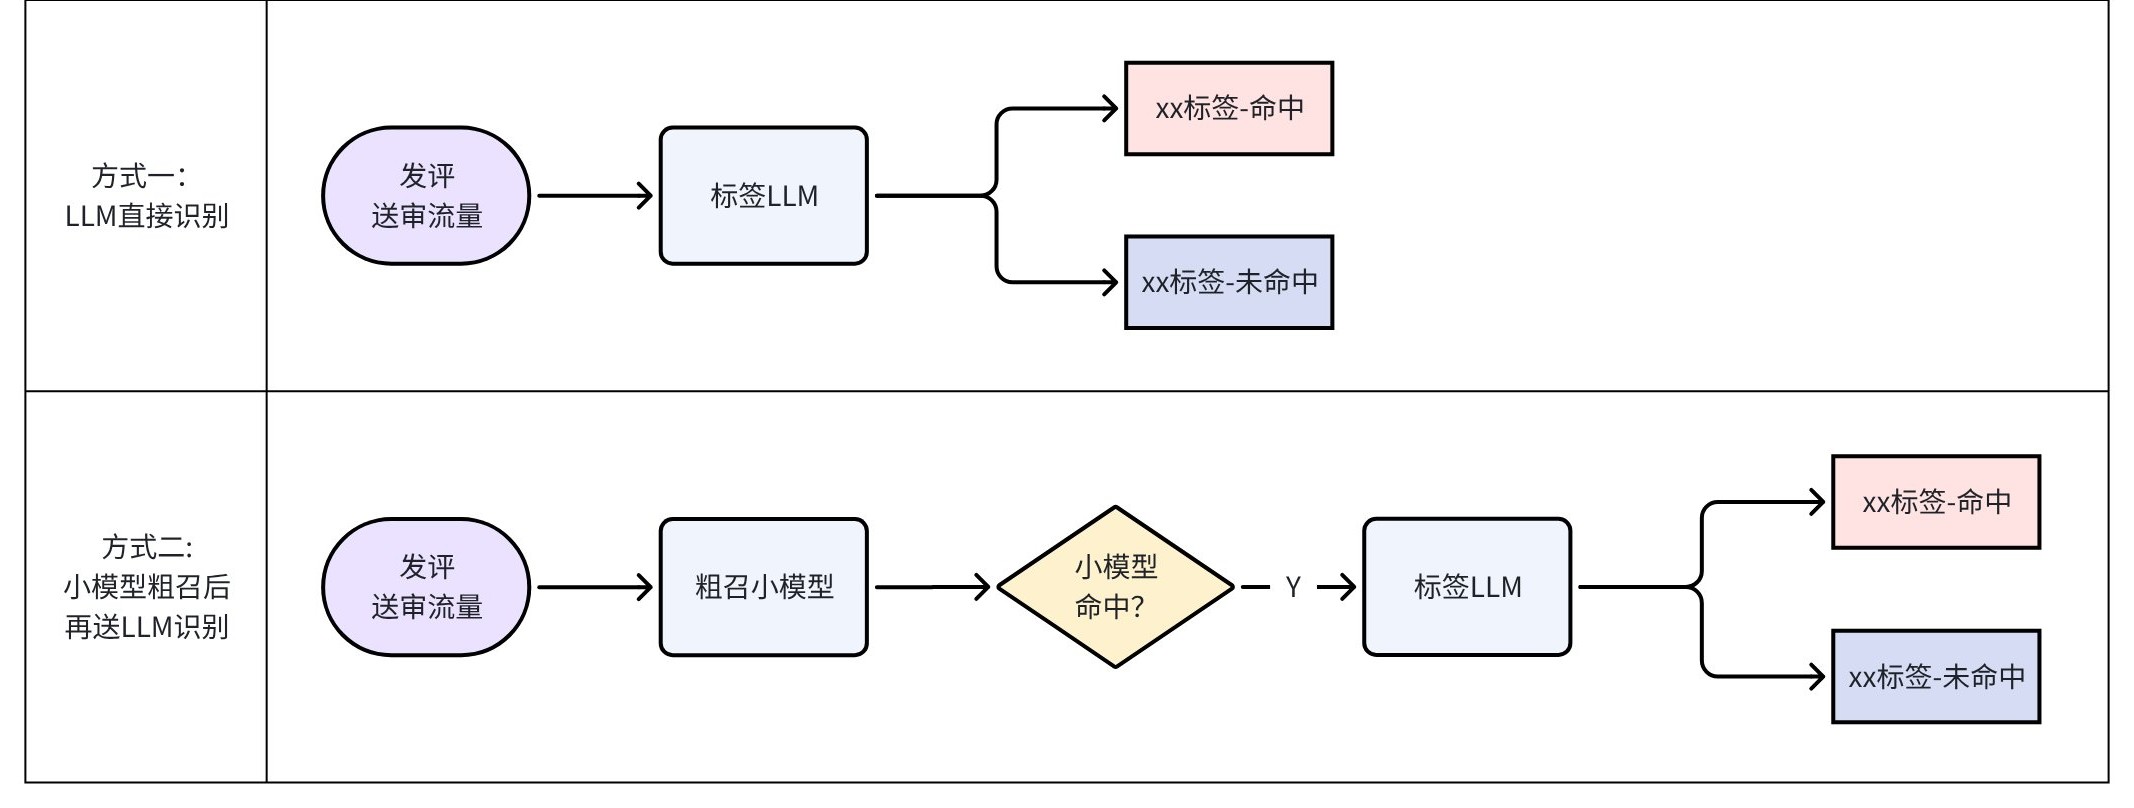 方式一：
LLM直接识别
发评
送审流量
标签LLM
xx标签-命中
xx标签-未命中
方式二:
小模型粗召后
再送LLM识别
发评
送审流量
粗召小模型
小模型
命中？
Y
标签LLM
xx标签-命中
xx标签-未命中